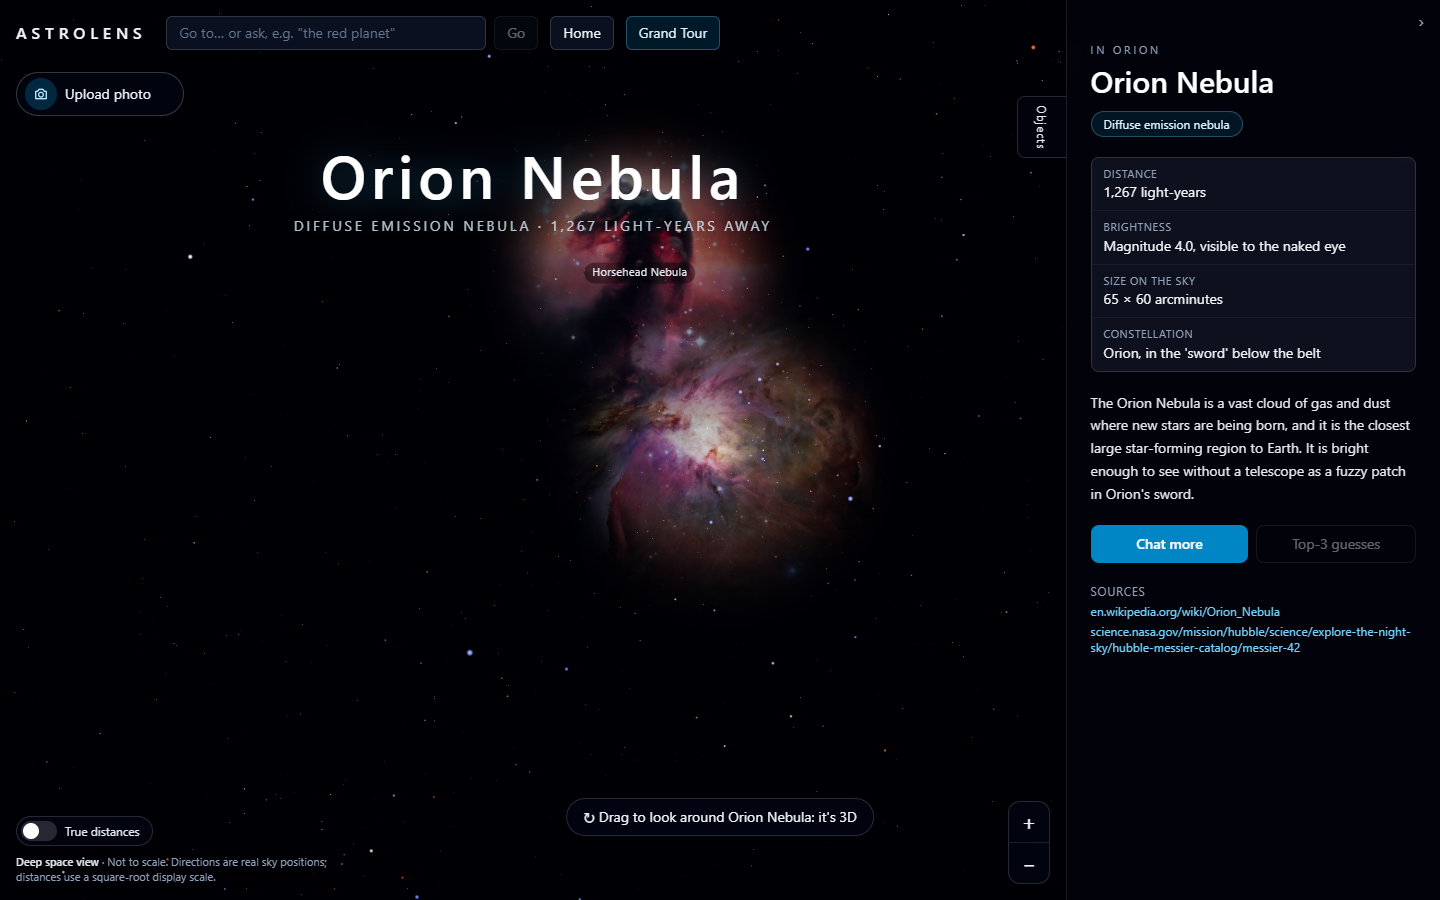 ASTROLENS
Go to... or ask, e.g. "the red planet"
Go
Home
Grand Tour
Upload photo
Objects
Orion Nebula
DIFFUSE EMISSION NEBULA · 1,267 LIGHT-YEARS AWAY
Horsehead Nebula
↻ Drag to look around Orion Nebula: it's 3D
+
−
True distances
Deep space view · Not to scale. Directions are real sky positions;
distances use a square-root display scale.
›
IN ORION
Orion Nebula
Diffuse emission nebula
DISTANCE
1,267 light-years
BRIGHTNESS
Magnitude 4.0, visible to the naked eye
SIZE ON THE SKY
65 × 60 arcminutes
CONSTELLATION
Orion, in the 'sword' below the belt
The Orion Nebula is a vast cloud of gas and dust
where new stars are being born, and it is the closest
large star-forming region to Earth. It is bright
enough to see without a telescope as a fuzzy patch
in Orion's sword.
Chat more
Top-3 guesses
SOURCES
en.wikipedia.org/wiki/Orion_Nebula
science.nasa.gov/mission/hubble/science/explore-the-night-
sky/hubble-messier-catalog/messier-42